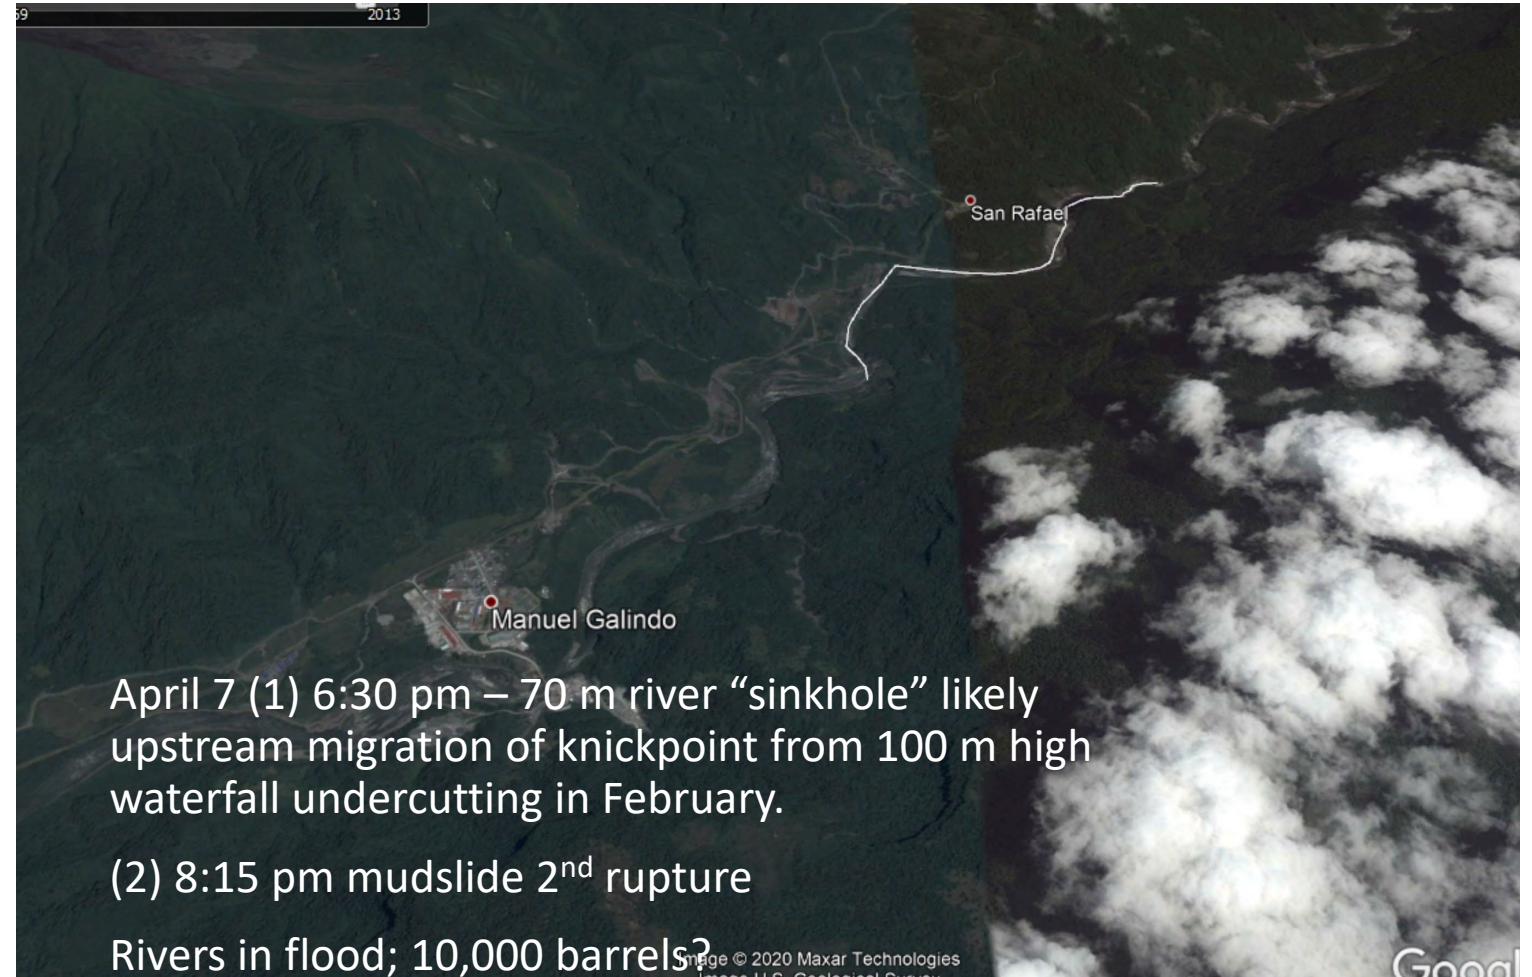 2013
San Rafael
Manuel Galindo
April 7 (1) 6:30 pm – 70 m river “sinkhole” likely
upstream migration of knickpoint from 100 m high
waterfall undercutting in February.
(2) 8:15 pm mudslide 2nd rupture
Rivers in flood; 10,000 barrels?
© 2020 Maxar Technologies